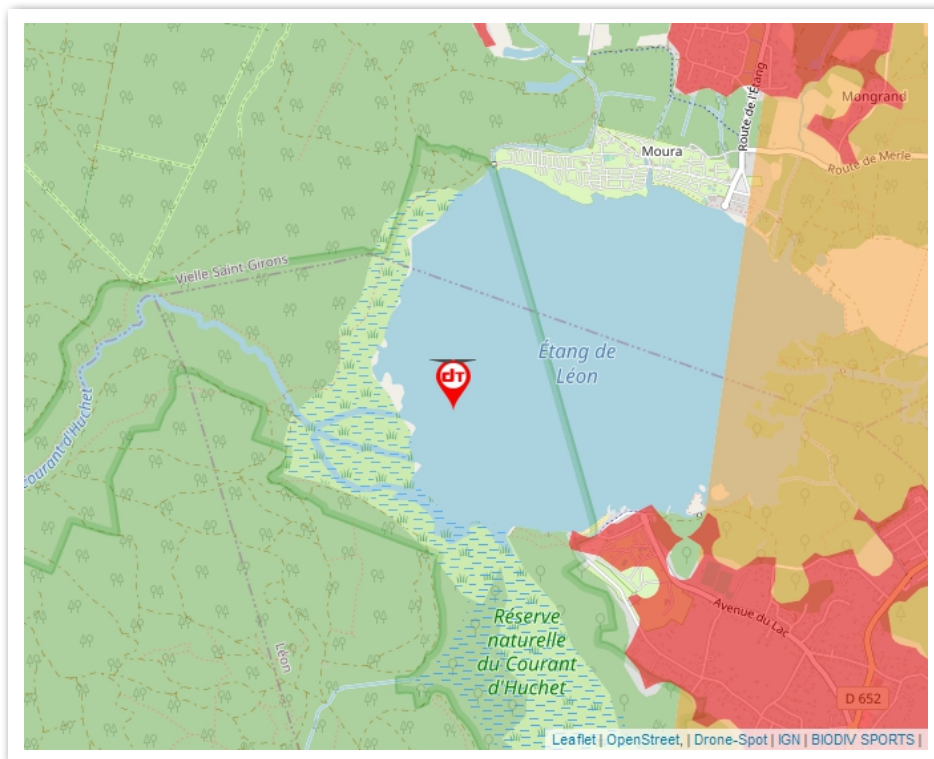 Mongrand
Route de l'Étang
Moura
Route de Merle
Vielle Saint-Girons
Étang de
Léon
dT
Courant d'Huchet
Avenue du Lac
Réserve
naturelle
du Courant
d'Huchet
Léon
D 652
Leaflet | OpenStreet, | Drone-Spot | IGN | BIODIV SPORTS |